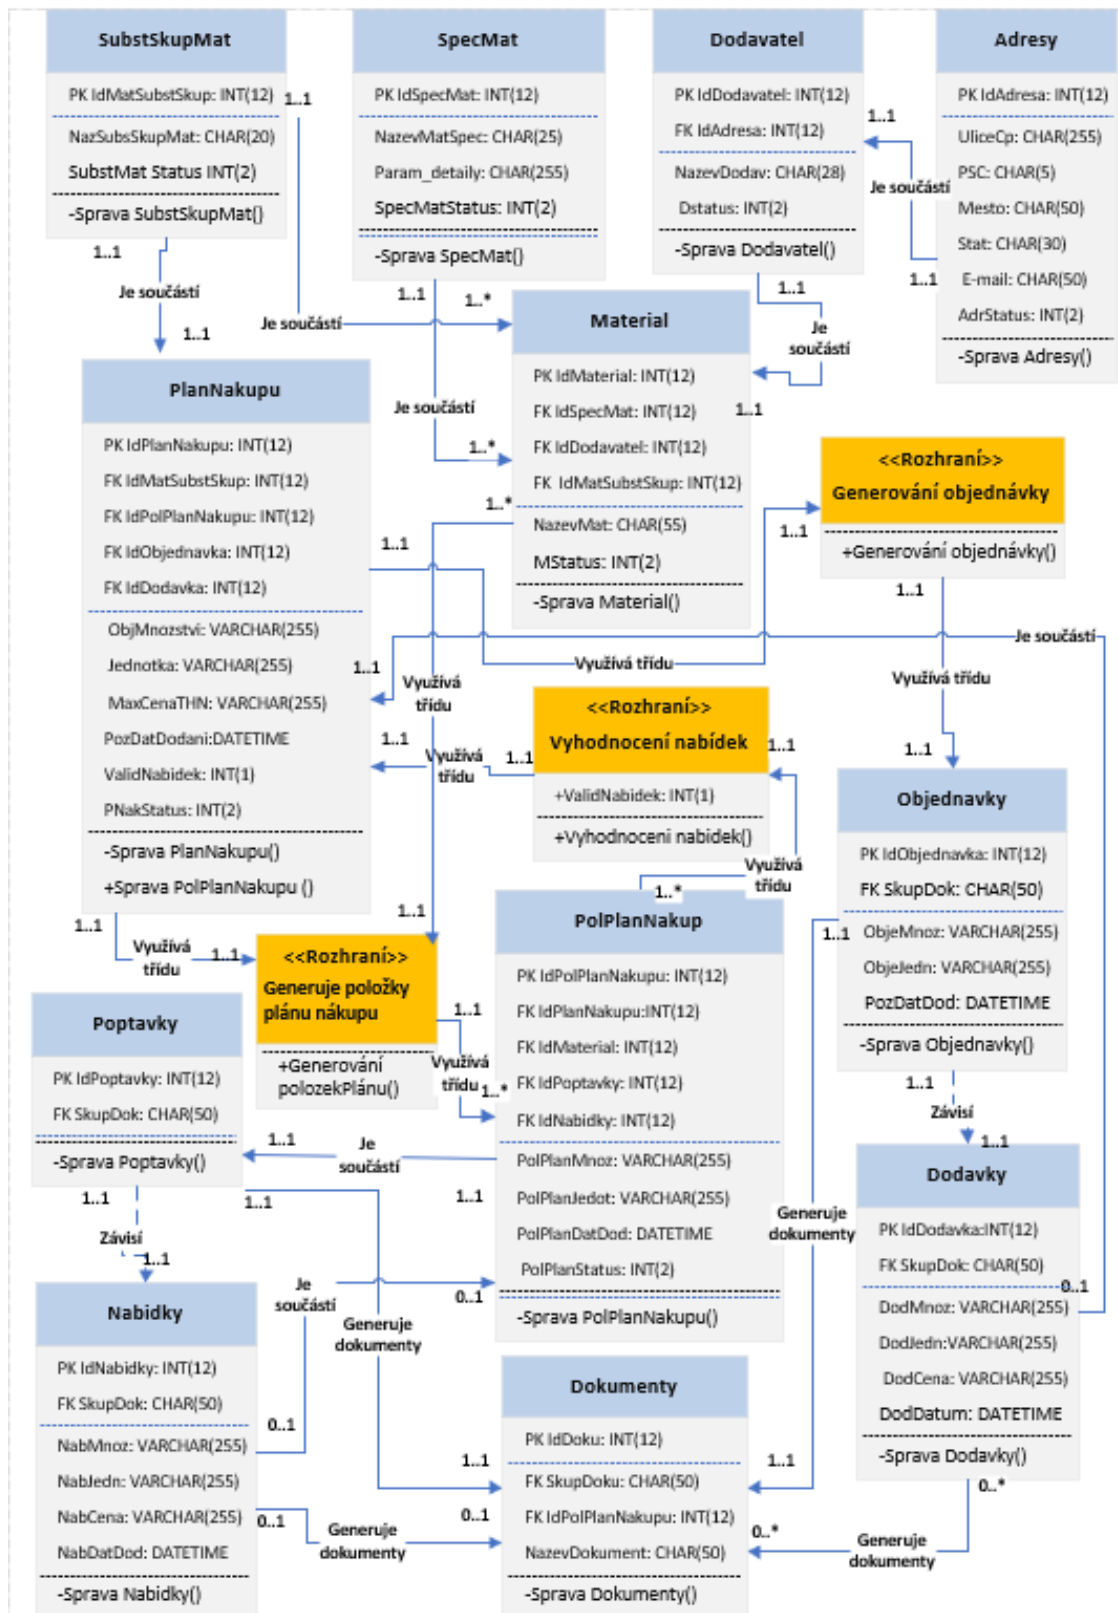 SubstSkupMat
PK IdMatSubstSkup: INT(12)
NazSubsSkupMat: CHAR(20)
SubstMat Status INT(2)
-Sprava SubstSkupMat()
1..1
1..1
Je součástí
1..1
Je součástí
1..*
SpecMat
PK IdSpecMat: INT(12)
NazevMatSpec: CHAR(25)
Param_detaily: CHAR(255)
SpecMatStatus: INT(2)
-Sprava SpecMat()
1..1
Je součástí
1..*
Dodavatel
PK IdDodavatel: INT(12)
FK IdAdresa: INT(12)
NazevDodav: CHAR(28)
Dstatus: INT(2)
-Sprava Dodavatel()
1..1
Je
součástí
1..1
1..1
Je součástí
1..1
Adresy
PK IdAdresa: INT(12)
UliceCp: CHAR(255)
PSC: CHAR(5)
Mesto: CHAR(50)
Stat: CHAR(30)
E-mail: CHAR(50)
AdrStatus: INT(2)
-Sprava Adresy()
Material
PK IdMaterial: INT(12)
FK IdSpecMat: INT(12)
FK IdDodavatel: INT(12)
FK IdMatSubstSkup: INT(12)
NazevMat: CHAR(55)
MStatus: INT(2)
-Sprava Material()
1..*
Využívá
třídu
1..1
PlanNakupu
PK IdPlanNakupu: INT(12)
FK IdMatSubstSkup: INT(12)
FK IdPolPlanNakupu: INT(12)
FK IdObjednavka: INT(12)
FK IdDodavka: INT(12)
ObjMnozstvi: VARCHAR(255)
Jednotka: VARCHAR(255)
MaxCenaTHN: VARCHAR(255)
PozDatDodani:DATETIME
ValidNabidek: INT(1)
PNakStatus: INT(2)
-Sprava PlanNakupu()
+Sprava PolPlanNakupu ()
1..1
Využívá třídu
1..1
<<Rozhraní>>
Generování objednávky
+Generování objednávky()
1..1
Využívá třídu
1..1
Je součástí
1..1
<<Rozhraní>>
Vyhodnocení nabídek
+ValidNabidek: INT(1)
+Vyhodnoceni nabidek()
1..1
Využívá
třídu
1..1
1..1
Využívá
třídu
1..*
Objednavky
PK IdObjednavka: INT(12)
FK SkupDok: CHAR(50)
ObjeMnoz: VARCHAR(255)
ObjeJedn: VARCHAR(255)
PozDatDod: DATETIME
-Sprava Objednavky()
1..1
1..1
Závisí
1..1
1..1
Využívá
třídu
1..1
<<Rozhraní>>
Generuje položky
plánu nákupu
+Generování
polozekPlánu()
1..1
Využívá
třídu
1..*
PolPlanNakup
PK IdPolPlanNakupu: INT(12)
FK IdPlanNakupu:INT(12)
FK IdMaterial: INT(12)
FK IdPoptavky: INT(12)
FK IdNabidky: INT(12)
PolPlanMnoz: VARCHAR(255)
PolPlanJedot: VARCHAR(255)
PolPlanDatDod: DATETIME
PolPlanStatus: INT(2)
-Sprava PolPlanNakupu()
Poptavky
PK IdPoptavky: INT(12)
FK SkupDok: CHAR(50)
-Sprava Poptavky()
1..1
Je
součástí
1..1
1..1
1..1
Závisí
1..1
Generuje
dokumenty
Dodavky
PK IdDodavka:INT(12)
FK SkupDok: CHAR(50)
DodMnoz: VARCHAR(255)
DodJedn:VARCHAR(255)
DodCena: VARCHAR(255)
DodDatum: DATETIME
-Sprava Dodavky()
0..1
0..*
Nabidky
PK IdNabidky: INT(12)
FK SkupDok: CHAR(50)
NabMnoz: VARCHAR(255)
NabJedn: VARCHAR(255)
NabCena: VARCHAR(255)
NabDatDod: DATETIME
-Sprava Nabidky()
Je
součástí
0..1
0..1
Generuje
dokumenty
1..1
0..1
0..1
Generuje
dokumenty
Dokumenty
PK IdDoku: INT(12)
FK SkupDoku: CHAR(50)
FK IdPolPlanNakupu: INT(12)
NazevDokument: CHAR(50)
-Sprava Dokumenty()
1..1
0..*
Generuje
dokumenty